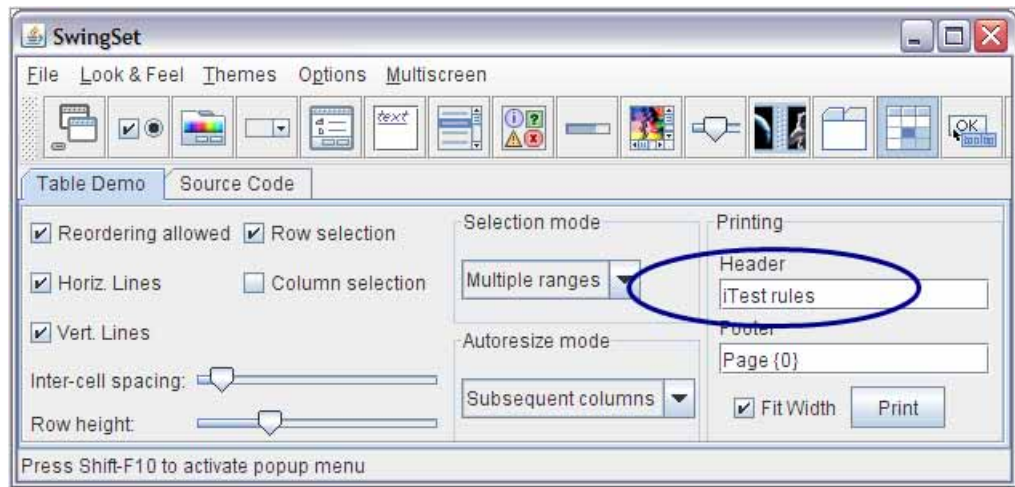 SwingSet
File Look & Feel Themes Options Multiscreen
text
OK
Table Demo Source Code
Reordering allowed Row selection
Horiz. Lines Column selection
Vert. Lines
Inter-cell spacing:
Row height:
Selection mode
Multiple ranges
Autoresize mode
Subsequent columns
Printing
Header
iTest rules
Footer
Page {0}
Fit Width Print
Press Shift-F10 to activate popup menu